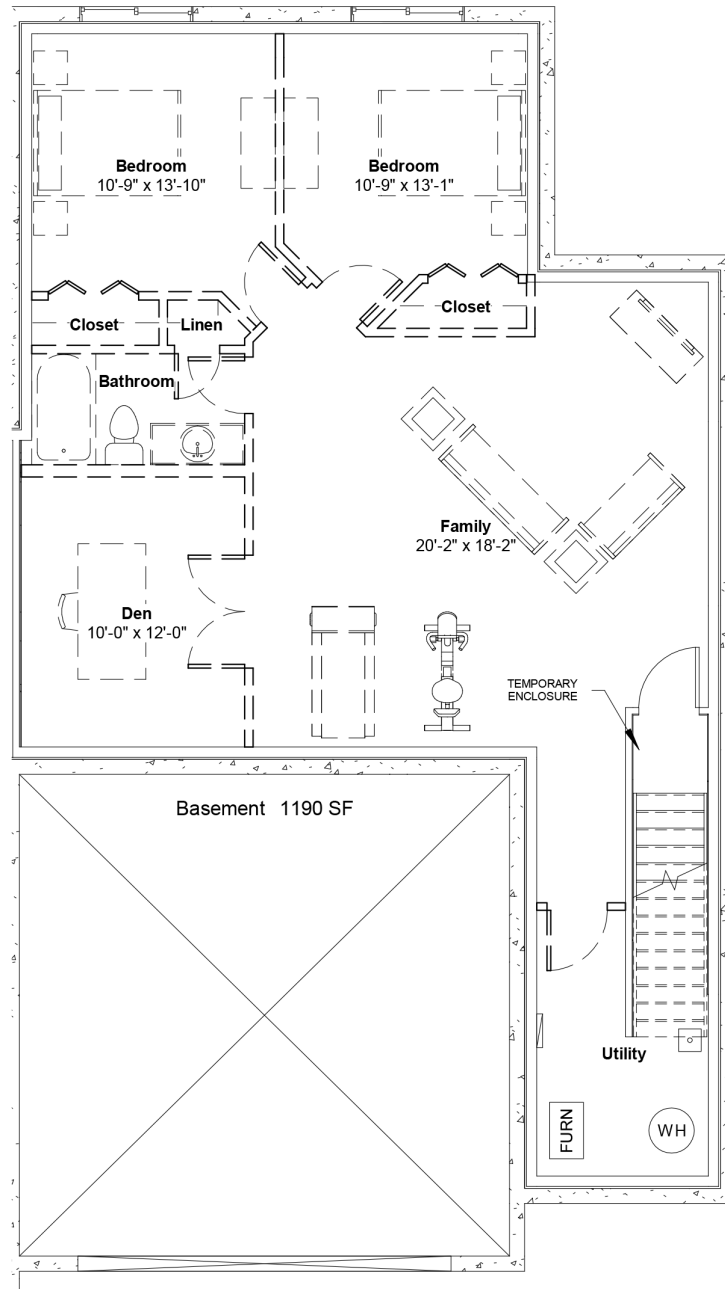 Bedroom
10'-9" x 13'-10"
Bedroom
10'-9" x 13'-1"
Closet
Linen
Closet
Bathroom
Family
20'-2" x 18'-2"
Den
10'-0" x 12'-0"
TEMPORARY
ENCLOSURE
Basement 1190 SF
Utility
FURN
WH